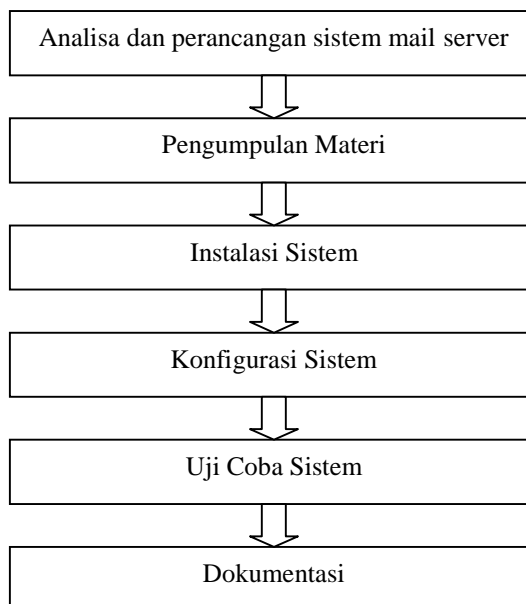 Analisa dan perancangan sistem mail server
Pengumpulan Materi
Instalasi Sistem
Konfigurasi Sistem
Uji Coba Sistem
Dokumentasi